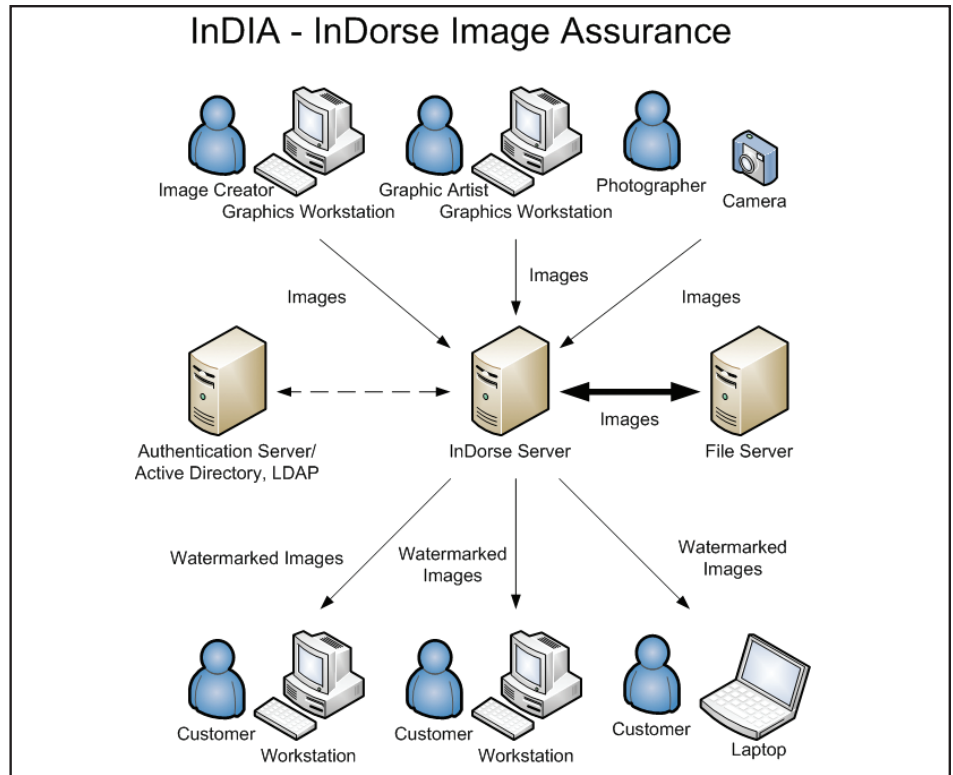 InDIA - InDorse Image Assurance
Image Creator
Graphics Workstation
Graphic Artist
Graphics Workstation
Photographer
Camera
Images
Images
Images
Authentication Server/
Active Directory, LDAP
InDorse Server
Images
File Server
Watermarked Images
Watermarked
Images
Watermarked
Images
Customer
Workstation
Customer
Workstation
Customer
Laptop